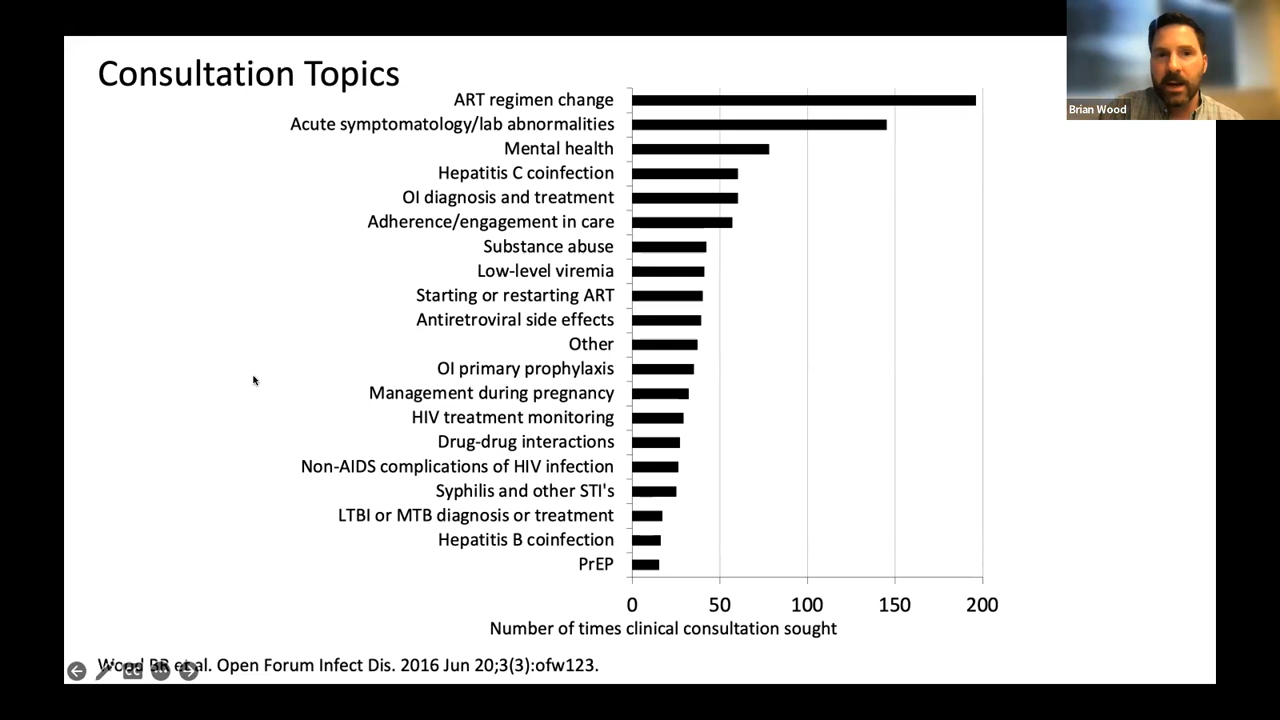 Consultation Topics
Brian Wood
ART regimen change
Acute symptomatology/lab abnormalities
Mental health
Hepatitis C coinfection
OI diagnosis and treatment
Adherence/engagement in care
Substance abuse
Low-level viremia
Starting or restarting ART
Antiretroviral side effects
Other
OI primary prophylaxis
Management during pregnancy
HIV treatment monitoring
Drug-drug interactions
Non-AIDS complications of HIV infection
Syphilis and other STI's
LTBI or MTB diagnosis or treatment
Hepatitis B coinfection
PrEP
0 50 100 150 200
Number of times clinical consultation sought
Wood BR et al. Open Forum Infect Dis. 2016 Jun 20;3(3):ofw123.
CC